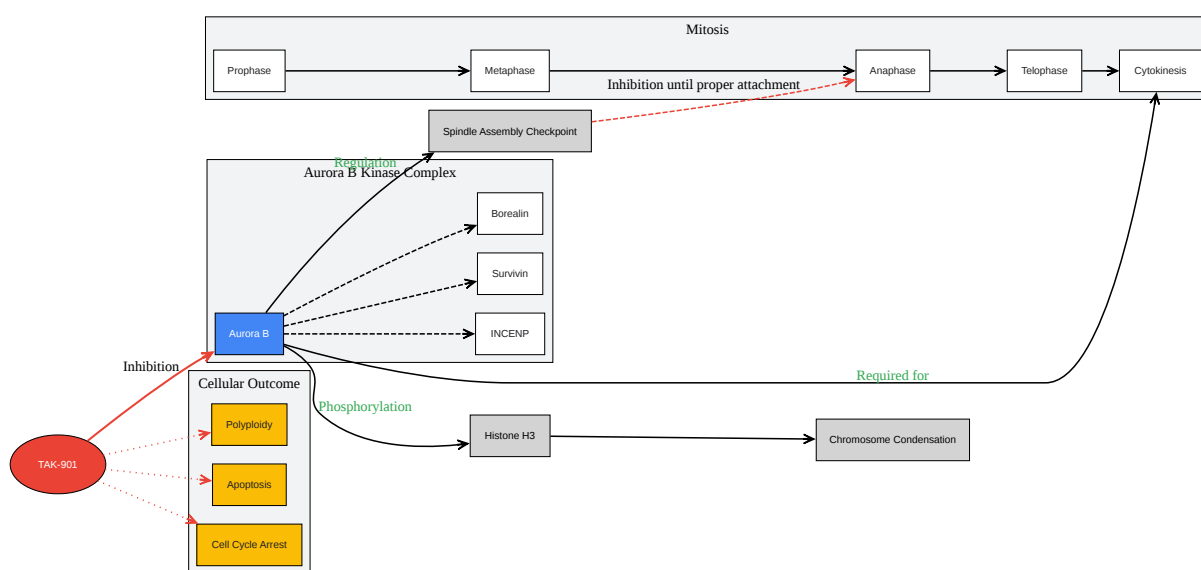 Mitosis
Prophase
Metaphase
Anaphase
Telophase
Cytokinesis
Inhibition until proper attachment
Spindle Assembly Checkpoint
Regulation
Aurora B Kinase Complex
Borealin
Survivin
Aurora B
INCENP
Inhibition
Required for
Cellular Outcome
Phosphorylation
Polyploidy
Histone H3
Chromosome Condensation
TAK-901
Apoptosis
Cell Cycle Arrest